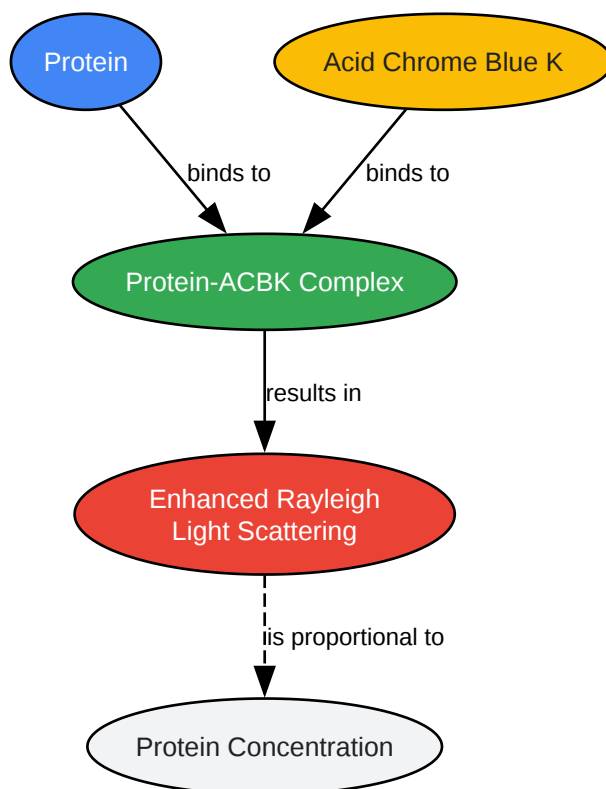 Protein
Acid Chrome Blue K
binds to
binds to
Protein-ACBK Complex
results in
Enhanced Rayleigh
Light Scattering
is proportional to
Protein Concentration